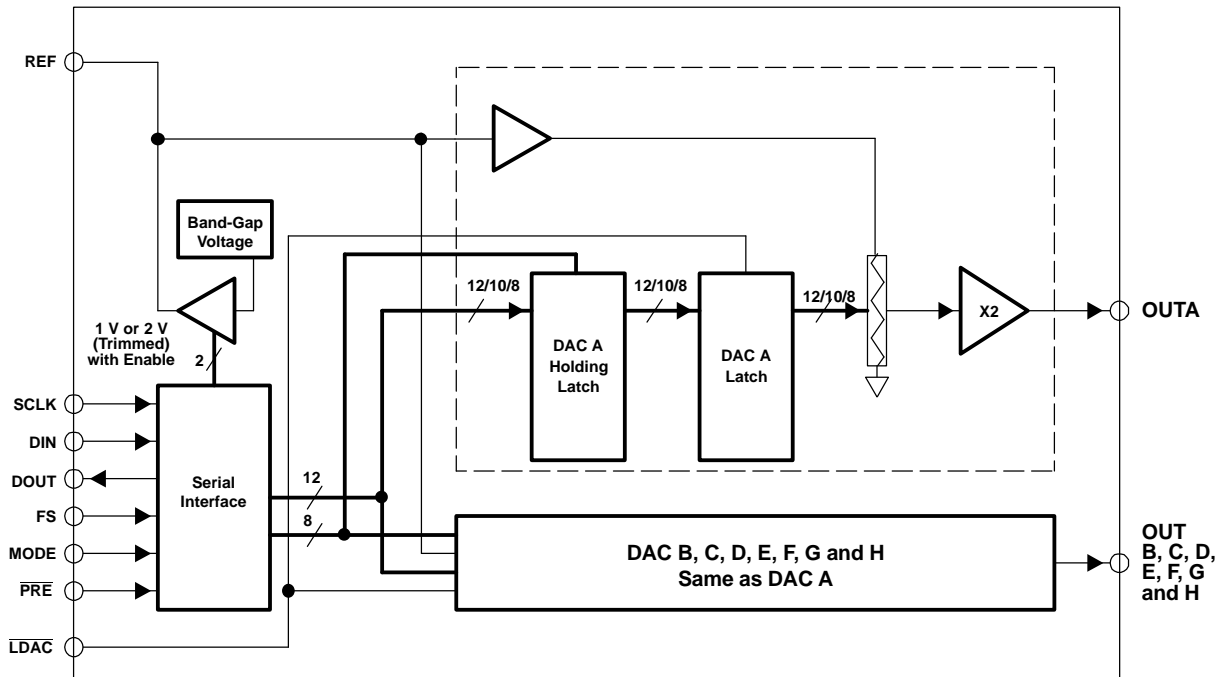 REF
Band-Gap
Voltage
1 V or 2 V
(Trimmed)
with Enable
2
12/10/8
12/10/8
12/10/8
DAC A
Holding
Latch
DAC A
Latch
X2
OUTA
SCLK
DIN
DOUT
FS
MODE
PRE
LDAC
Serial
Interface
12
8
DAC B, C, D, E, F, G and H
Same as DAC A
OUT
B, C, D,
E, F, G
and H